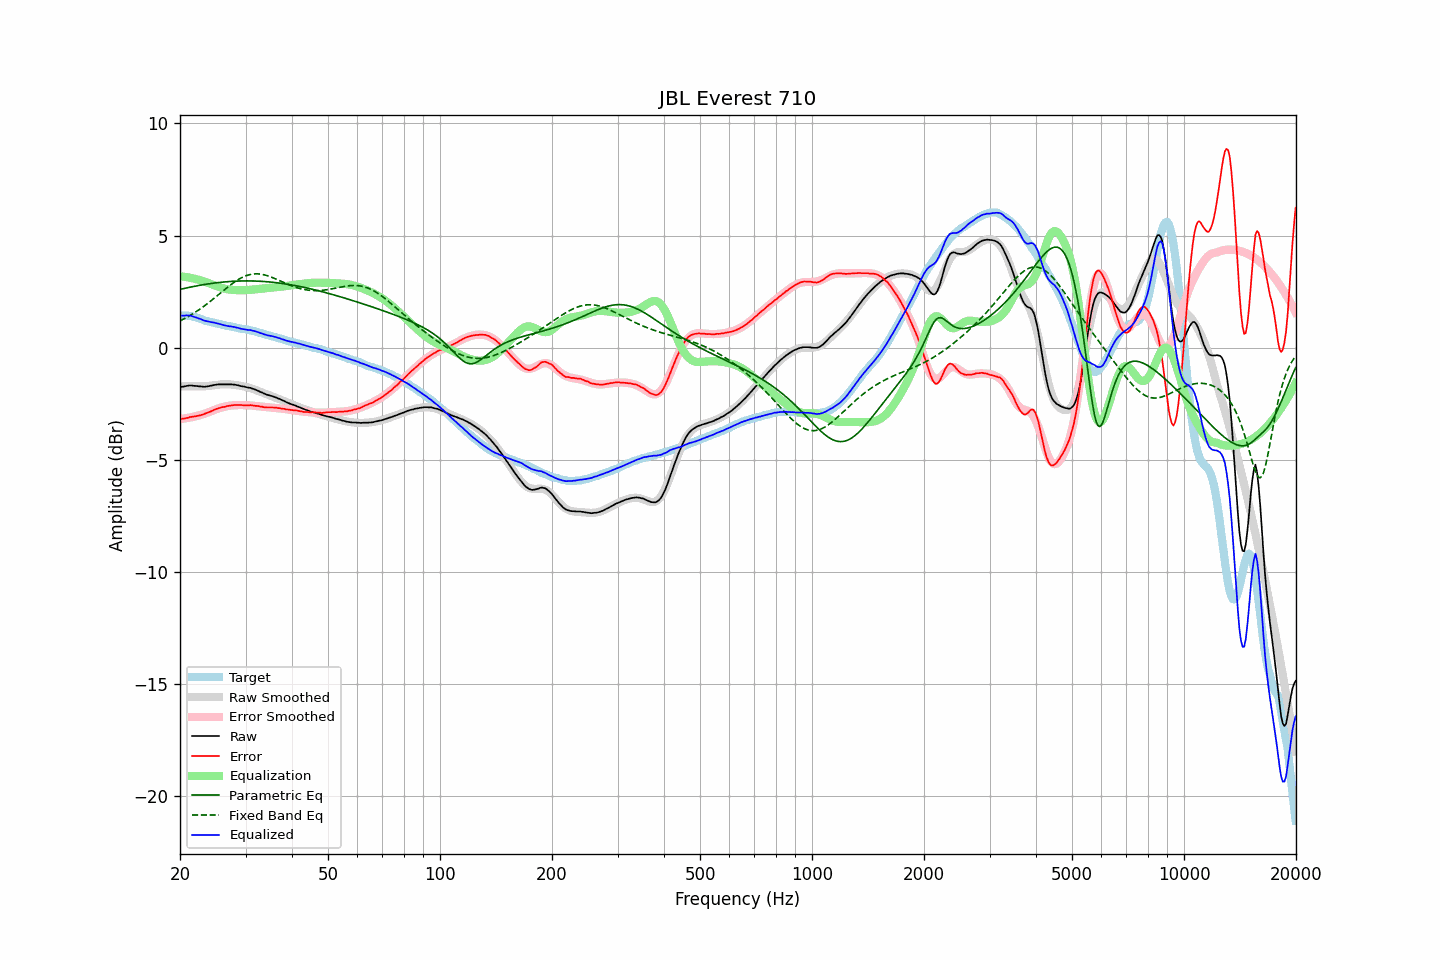 JBL Everest 710
Amplitude (dBr)
10
5
0
−5
−10
−15
−20
Target
Raw Smoothed
Error Smoothed
Raw
Error
Equalization
Parametric Eq
Fixed Band Eq
Equalized
20 50 100 200 500 1000 2000 5000 10000 20000
Frequency (Hz)